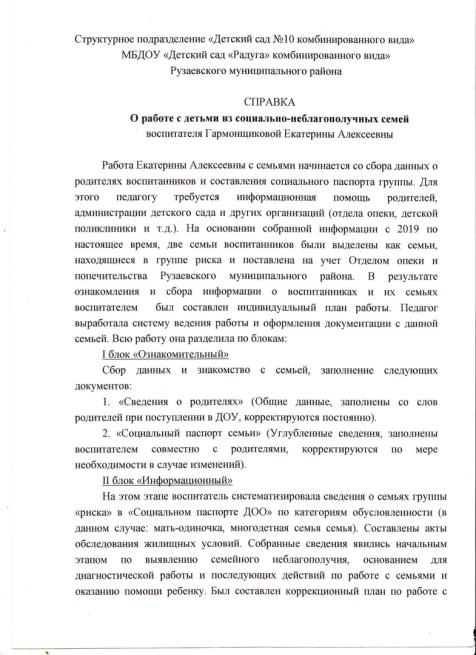 Структурное подразделение «Детский сад №10 комбинированного вида»
МБДОУ «Детский сад «Радуга» комбинированного вида»
Рузаевского муниципального района
СПРАВКА
О работе с детьми из социально-неблагополучных семей
воспитателя Гармонщиковой Екатерины Алексеевны
Работа Екатерины Алексеевны с семьями начинается со сбора данных о
родителях воспитанников и составления социального паспорта группы. Для
этого педагогу требуется информационная помощь родителей,
администрации детского сада и других организаций (отдела опеки, детской
поликлиники и т.д.). На основании собранной информации с 2019 по
настоящее время, две семьи воспитанников были выделены как семьи,
находящиеся в группе риска и поставлена на учет Отделом опеки и
попечительства Рузаевского муниципального района. В результате
ознакомления и сбора информации о воспитанниках и их семьях
воспитателем был составлен индивидуальный план работы. Педагог
выработала систему ведения работы и оформления документации с данной
семьей. Всю работу она разделила по блокам:
I блок «Ознакомительный»
Сбор данных и знакомство с семьей, заполнение следующих
документов:
1. «Сведения о родителях» (Общие данные, заполнены со слов
родителей при поступлении в ДОУ, корректируются постоянно).
2. «Социальный паспорт семьи» (Углубленные сведения, заполнены
воспитателем совместно с родителями, корректируются по мере
необходимости в случае изменений).
II блок «Информационный»
На этом этапе воспитатель систематизировала сведения о семьях группы
«риска» в «Социальном паспорте ДОО» по категориям обусловленности (в
данном случае: мать-одиночка, многодетная семья семья). Составлены акты
обследования жилищных условий. Собранные сведения явились начальным
этапом по выявлению семейного неблагополучия, основанием для
диагностической работы и последующих действий по работе с семьями и
оказанию помощи ребенку. Был составлен коррекционный план по работе с